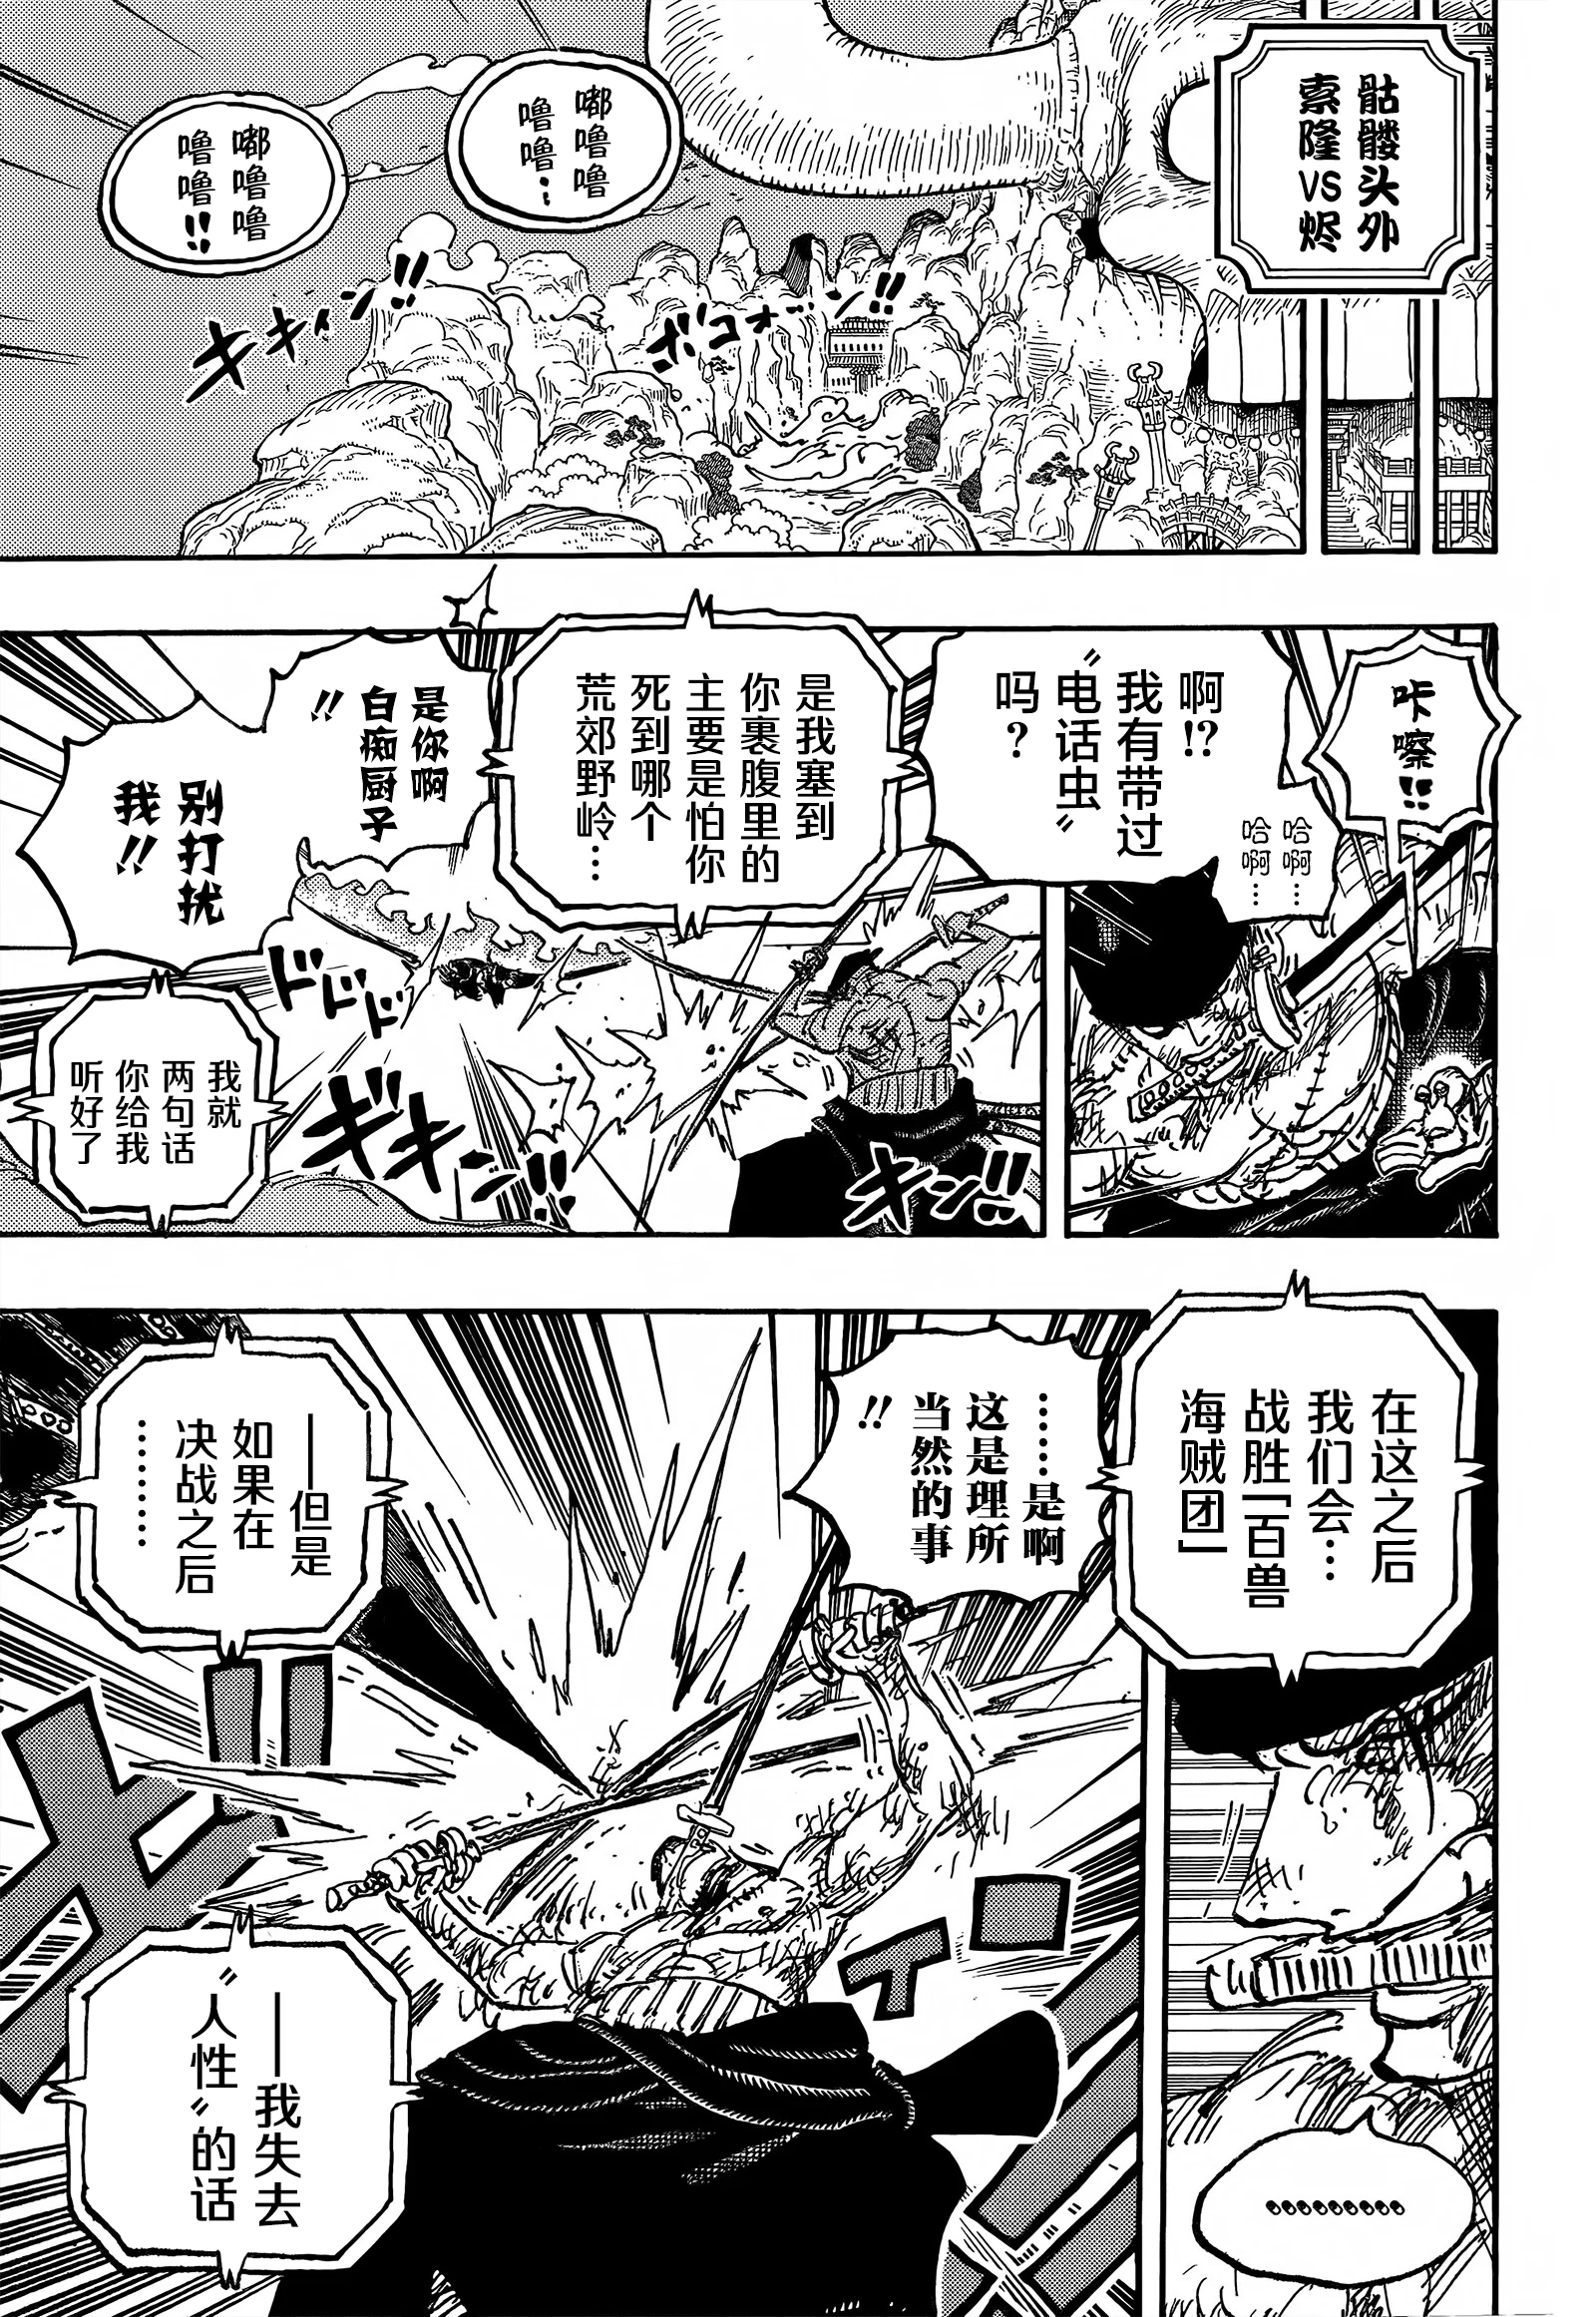 骷髅头外
索隆VS烬
嘟噜噜
噜噜…
嘟噜噜
噜噜!!
ボコォォン!!
キキィン!!
咔嚓!!
哈啊…
哈啊…
啊!?
我有带过
〝电话虫〟
吗?
是我塞到
你裹腹里的
主要是怕你
死到哪个
荒郊野岭…
是你啊
白痴厨子
!!
别打扰
我!!
我就
两句话
你给我
听好了
ドドドド
ギギィン!!
キン!!
在这之后
我们会…
战胜「百兽
海贼团」
……是啊
这是理所
当然的事
!!
………
——但是
如果在
决战之后
………
——我失去
〝人性〟的话